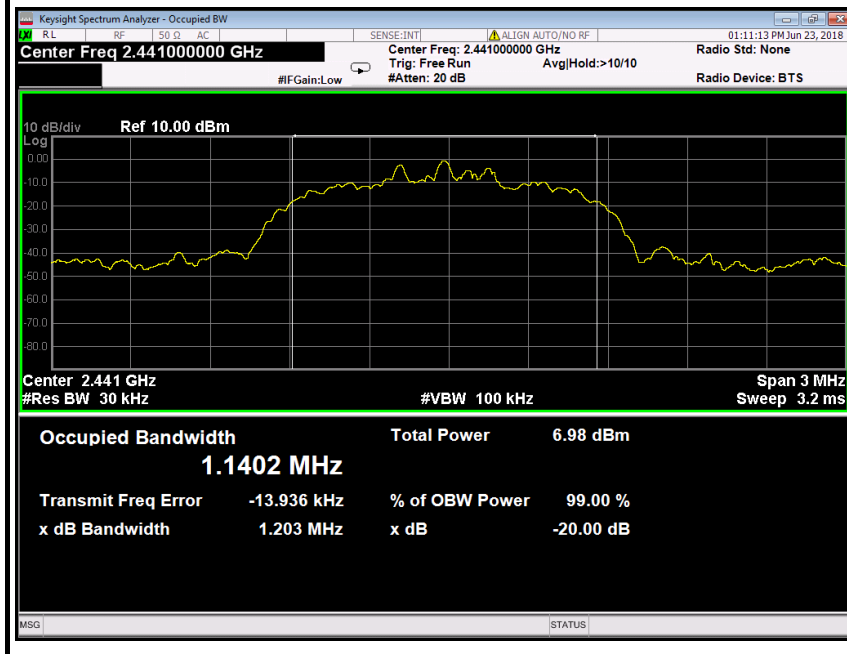 Keysight Spectrum Analyzer - Occupied BW
LXI RL RF 50 Ω AC SENSE:INT ALIGN AUTO/NO RF 01:11:13 PM Jun 23, 2018
Center Freq 2.441000000 GHz
Center Freq: 2.441000000 GHz
Radio Std: None
Trig: Free Run Avg|Hold:>10/10
#IFGain:Low #Atten: 20 dB Radio Device: BTS
10 dB/div Ref 10.00 dBm
Log
0.00
-10.0
-20.0
-30.0
-40.0
-50.0
-60.0
-70.0
-80.0
Center 2.441 GHz Span 3 MHz
#Res BW 30 kHz #VBW 100 kHz Sweep 3.2 ms
Occupied Bandwidth Total Power 6.98 dBm
1.1402 MHz
Transmit Freq Error -13.936 kHz % of OBW Power 99.00 %
x dB Bandwidth 1.203 MHz x dB -20.00 dB
MSG STATUS